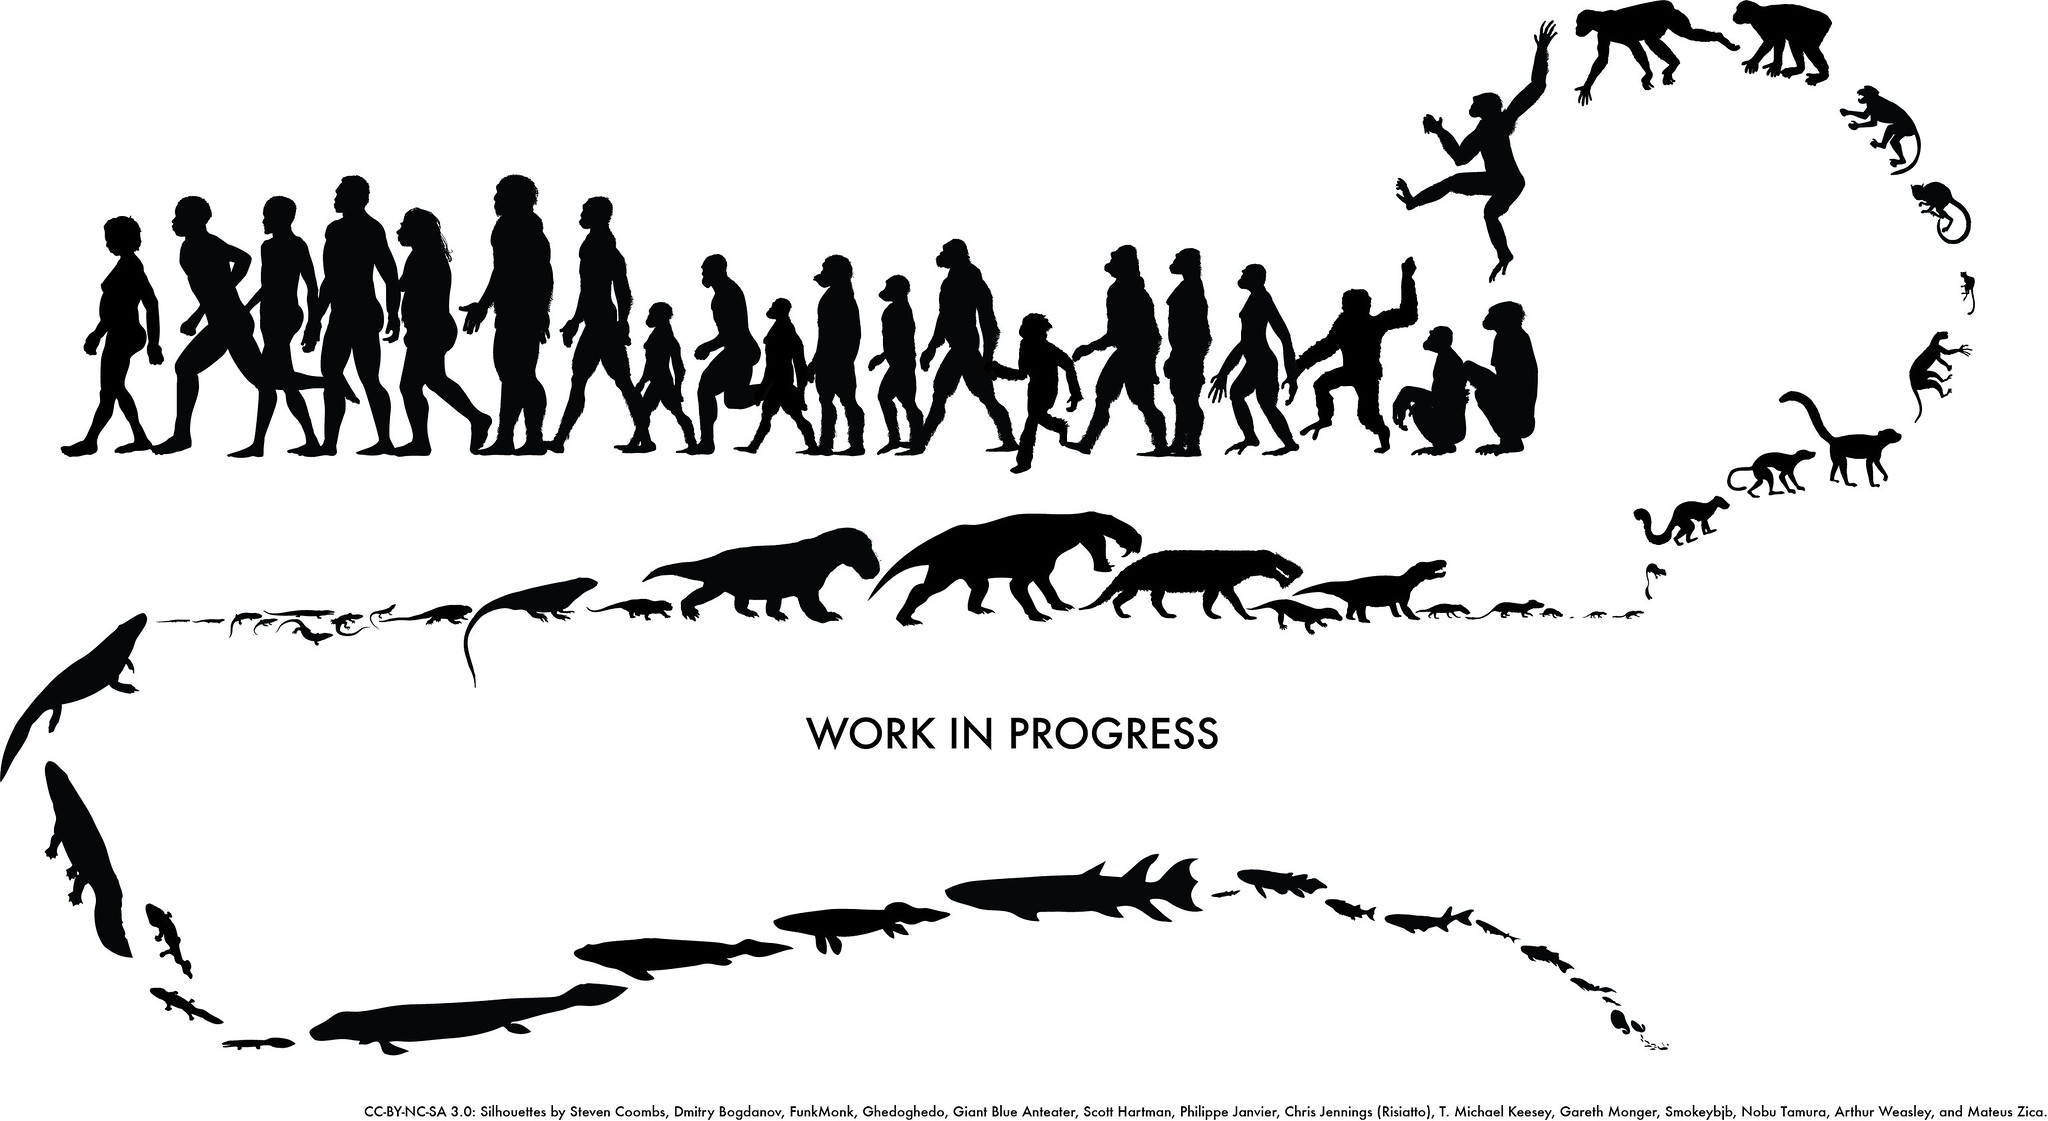 WORK IN PROGRESS
CC-BY-NC-SA 3.0: Silhouettes by Steven Coombs, Dmitry Bogdanov, FunkMonk, Ghedoghedo, Giant Blue Anteater, Scott Hartman, Philippe Janvier, Chris Jennings (Risiatto), T. Michael Keesey, Gareth Monger, Smokeybjb, Nobu Tamura, Arthur Weasley, and Mateus Zica.